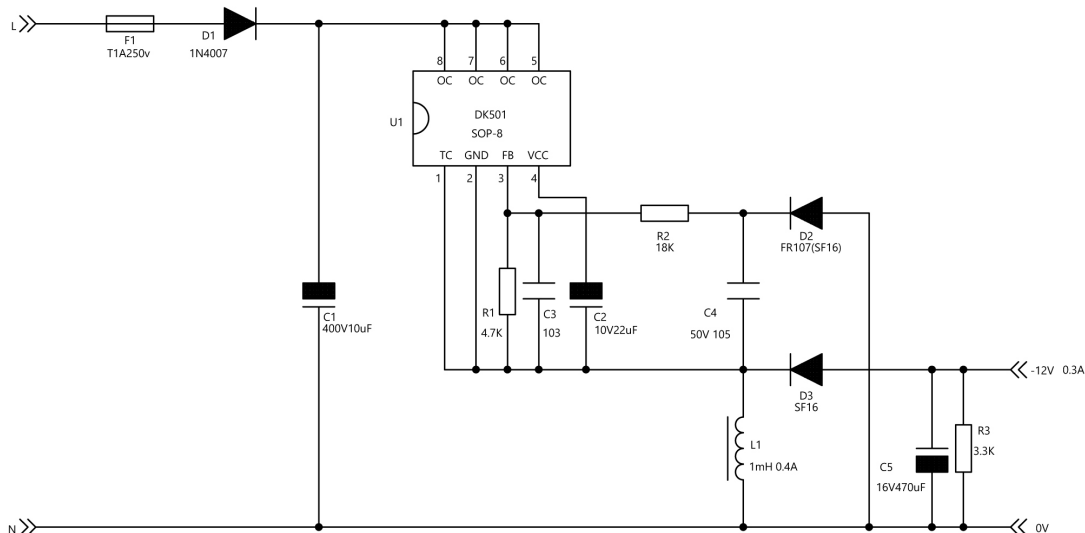 L
F1
T1A250v
D1
1N4007
8
7
6
5
OC
OC
OC
OC
U1
DK501
SOP-8
TC
GND
FB
VCC
1
2
3
4
R2
18K
D2
FR107(SF16)
C1
400V10uF
R1
4.7K
C3
103
C2
10V22uF
C4
50V 105
D3
SF16
-12V 0.3A
L1
1mH 0.4A
C5
16V470uF
R3
3.3K
N
0V